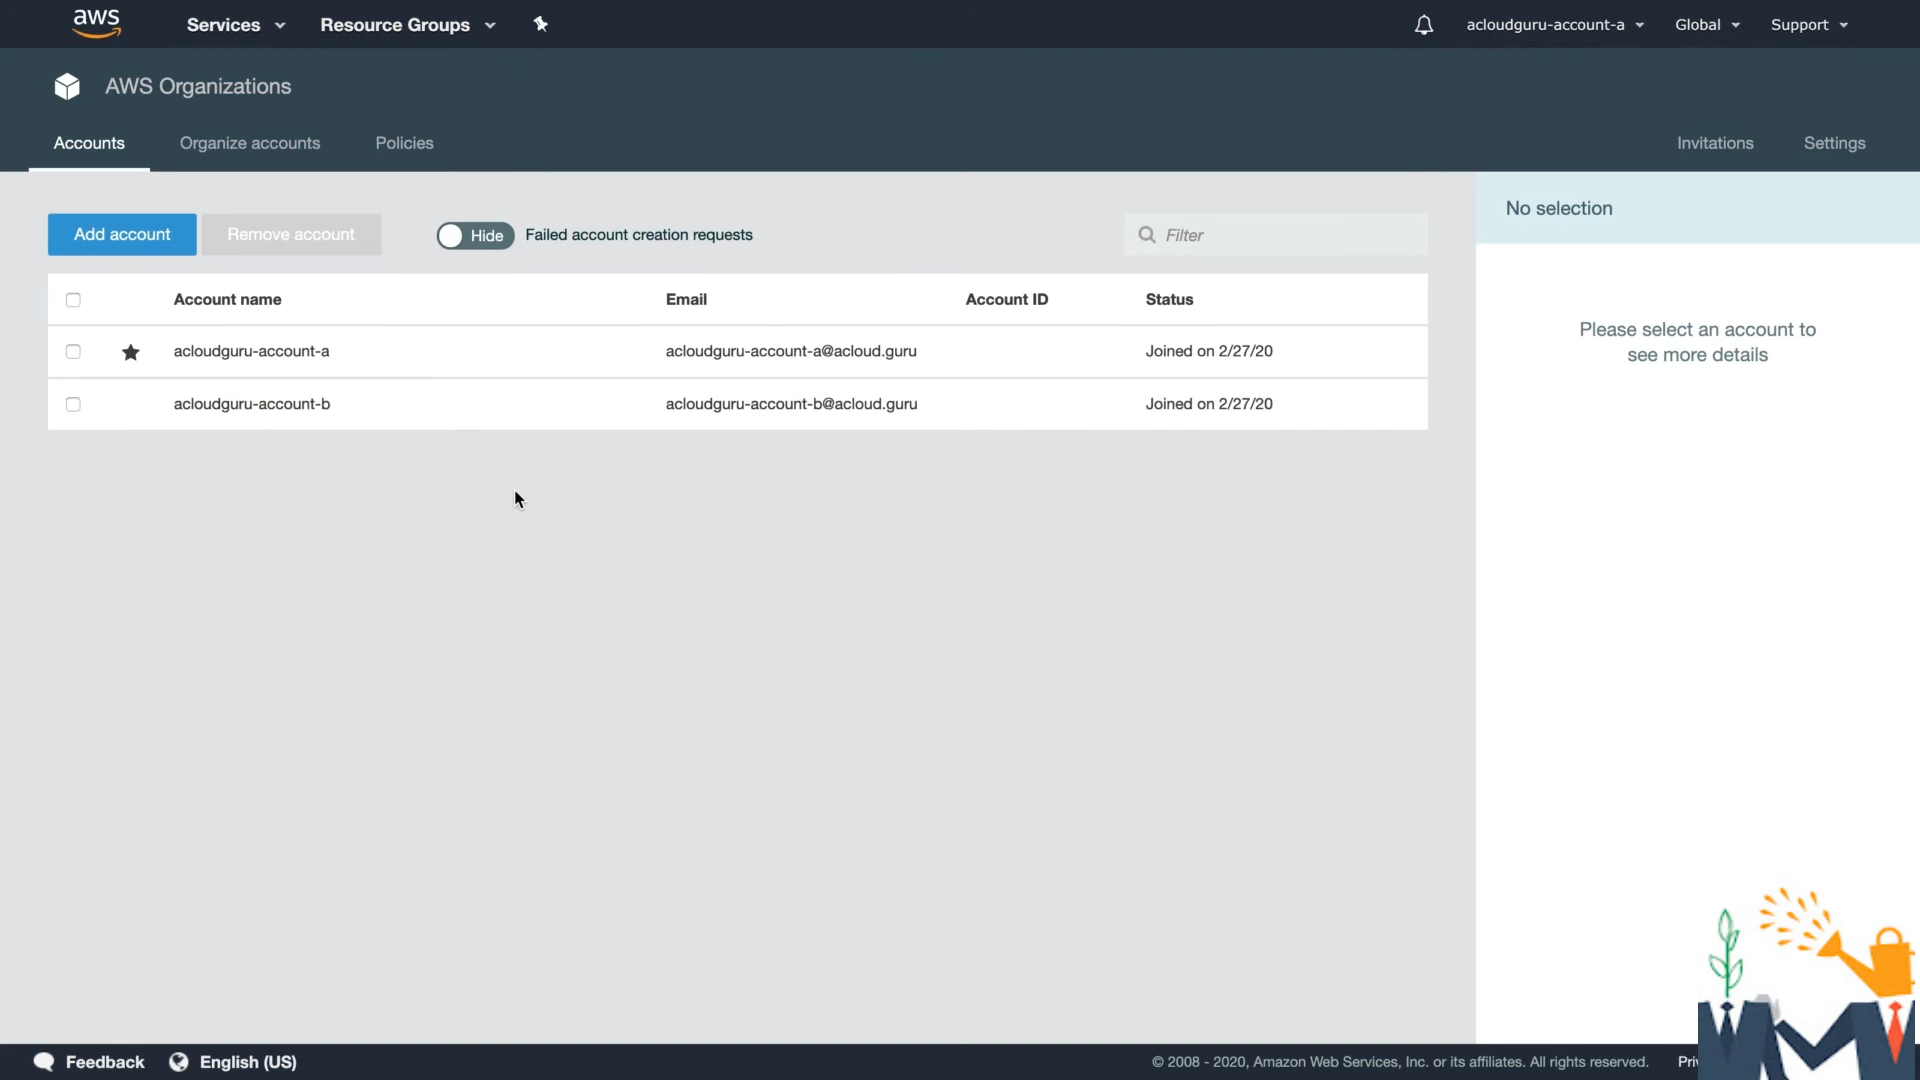 aws Services Resource Groups acloudguru-account-a Global Support
AWS Organizations
Accounts Organize accounts Policies Invitations Settings
Add account Remove account Hide Failed account creation requests Filter
No selection
Account name Email Account ID Status
acloudguru-account-a acloudguru-account-a@acloud.guru Joined on 2/27/20
acloudguru-account-b acloudguru-account-b@acloud.guru Joined on 2/27/20
Please select an account to
see more details
Feedback English (US) © 2008 - 2020, Amazon Web Services, Inc. or its affiliates. All rights reserved.